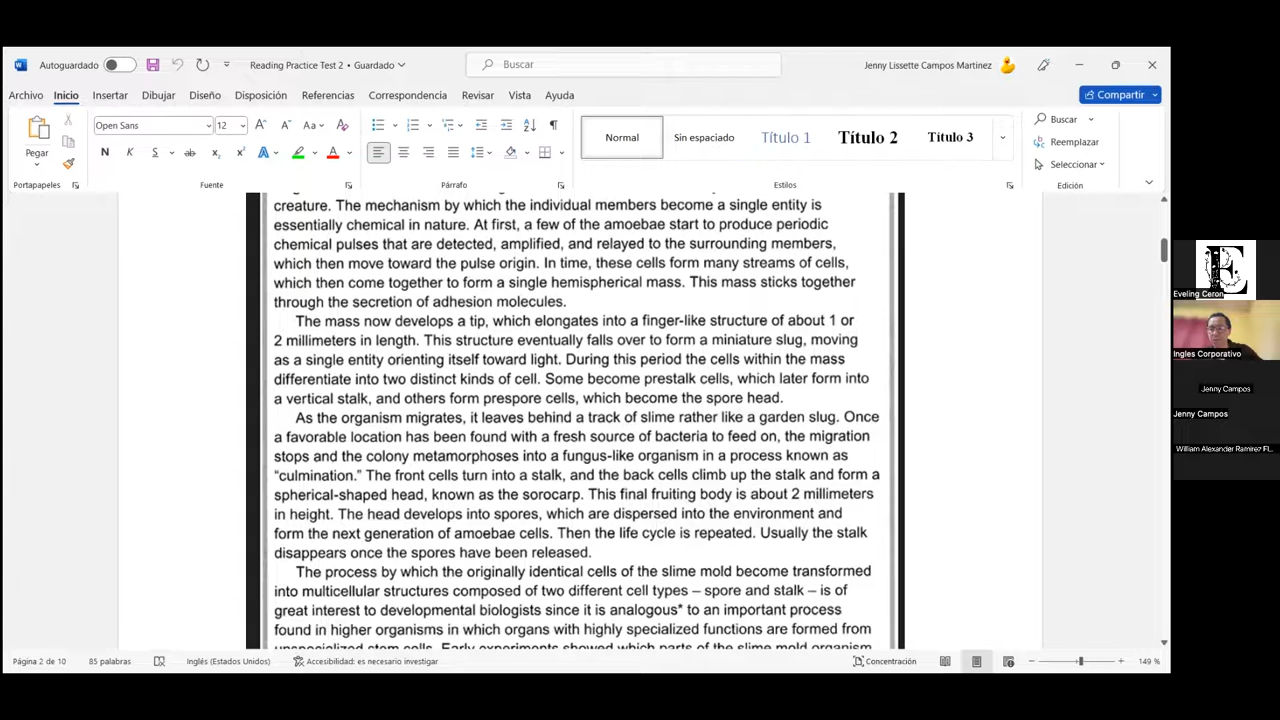 Autoguardado
Reading Practice Test 2 • Guardado
Buscar
Jenny Lissette Campos Martinez
Archivo Inicio Insertar Dibujar Diseño Disposición Referencias Correspondencia Revisar Vista Ayuda
Compartir
Pegar
Open Sans
12
Normal
Sin espaciado
Título 1
Título 2
Título 3
Buscar
Reemplazar
Seleccionar
Portapapeles
Fuente
Párrafo
Estilos
Edición
creature. The mechanism by which the individual members become a single entity is
essentially chemical in nature. At first, a few of the amoebae start to produce periodic
chemical pulses that are detected, amplified, and relayed to the surrounding members,
which then move toward the pulse origin. In time, these cells form many streams of cells,
which then come together to form a single hemispherical mass. This mass sticks together
through the secretion of adhesion molecules.
The mass now develops a tip, which elongates into a finger-like structure of about 1 or
2 millimeters in length. This structure eventually falls over to form a miniature slug, moving
as a single entity orienting itself toward light. During this period the cells within the mass
differentiate into two distinct kinds of cell. Some become prestalk cells, which later form into
a vertical stalk, and others form prespore cells, which become the spore head.
As the organism migrates, it leaves behind a track of slime rather like a garden slug. Once
a favorable location has been found with a fresh source of bacteria to feed on, the migration
stops and the colony metamorphoses into a fungus-like organism in a process known as
“culmination.” The front cells turn into a stalk, and the back cells climb up the stalk and form a
spherical-shaped head, known as the sorocarp. This final fruiting body is about 2 millimeters
in height. The head develops into spores, which are dispersed into the environment and
form the next generation of amoebae cells. Then the life cycle is repeated. Usually the stalk
disappears once the spores have been released.
The process by which the originally identical cells of the slime mold become transformed
into multicellular structures composed of two different cell types – spore and stalk – is of
great interest to developmental biologists since it is analogous* to an important process
found in higher organisms in which organs with highly specialized functions are formed from
unspecialized stem cells. Early experiments showed which parts of the slime mold organism
Página 2 de 10
85 palabras
Inglés (Estados Unidos)
Accesibilidad: es necesario investigar
Concentración
149 %
Eveling Ceron
Ingles Corporativo
Jenny Campos
Jenny Campos
William Alexander Ramirez Fl...